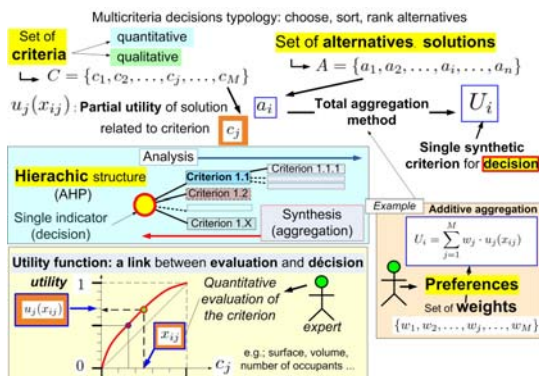 Multicriteria decisions typology: choose, sort, rank alternatives
Set of
criteria
quantitative
qualitative
C = {c₁, c₂, . . . , cⱼ, . . . , c_M}
Set of alternatives, solutions
A = {a₁, a₂, . . . , aᵢ, . . . , aₙ}
uⱼ(xᵢⱼ) : Partial utility of solution
aᵢ
related to criterion
cⱼ
Total aggregation
method
Uᵢ
Single synthetic
criterion for decision
Analysis
Hierachic structure
(AHP)
Single indicator
(decision)
Criterion 1.1
Criterion 1.1.1
Criterion 1.2
Criterion 1.X
Synthesis
(aggregation)
Example
Additive aggregation
Uᵢ = ∑_{j=1}^{M} wⱼ · uⱼ(xᵢⱼ)
Preferences
Set of weights
{w₁, w₂, . . . , wⱼ, . . . , w_M}
Utility function: a link between evaluation and décision
utility
1
uⱼ(xᵢⱼ)
0
xᵢⱼ
cⱼ
Quantitative
evaluation of
the criterion
expert
e.g.; surface, volume,
number of occupants ...